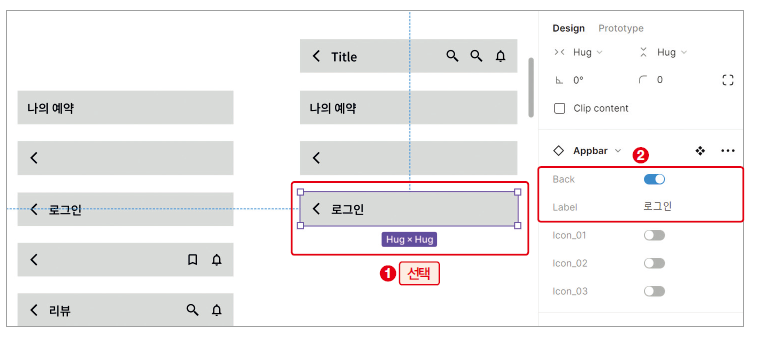 나의 예약
로그인
리뷰
Title
나의 예약
로그인
Hug × Hug
1 선택
Design Prototype
Hug Hug
0° 0
Clip content
Appbar
2
Back
Label 로그인
Icon_01
Icon_02
Icon_03